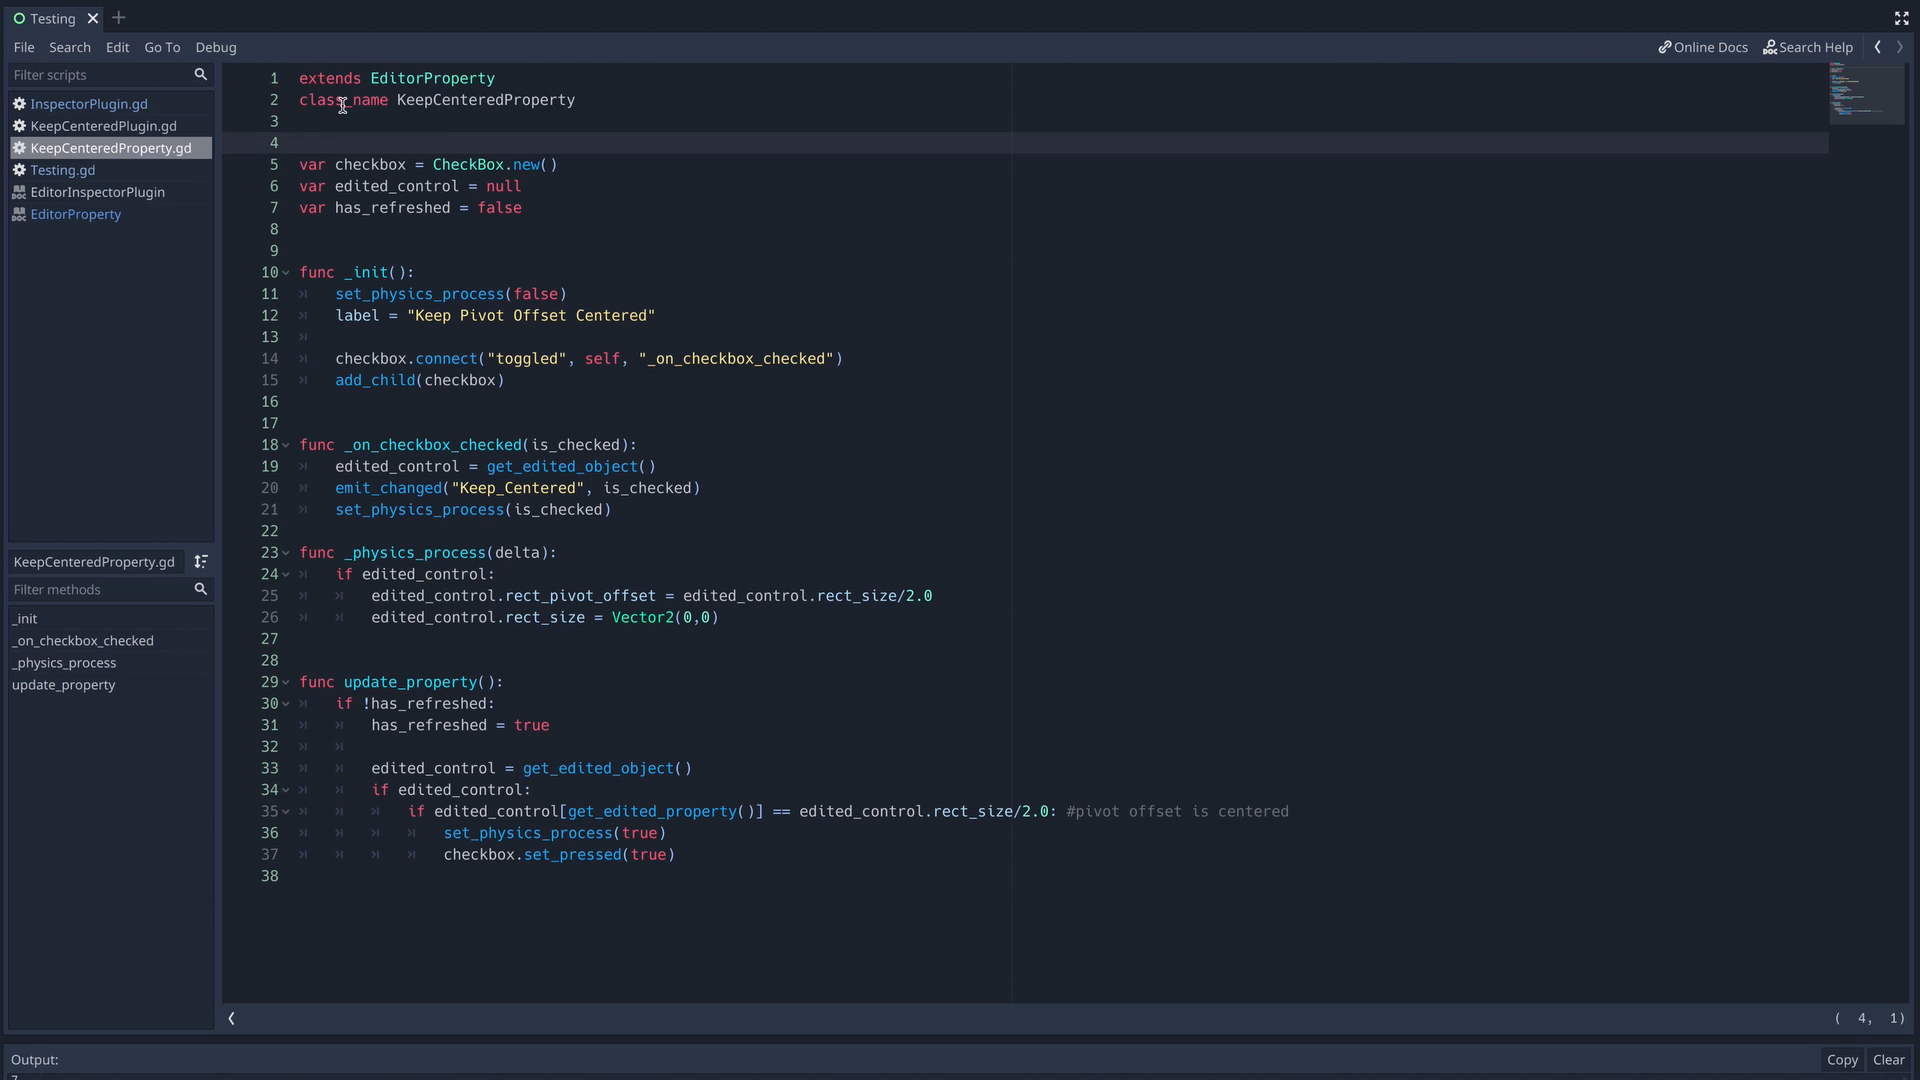 Testing
File Search Edit Go To Debug
Online Docs Search Help
Filter scripts
InspectorPlugin.gd
KeepCenteredPlugin.gd
KeepCenteredProperty.gd
Testing.gd
EditorInspectorPlugin
EditorProperty
KeepCenteredProperty.gd
Filter methods
_init
_on_checkbox_checked
_physics_process
update_property
1 extends EditorProperty
2 class_name KeepCenteredProperty
3
4
5 var checkbox = CheckBox.new()
6 var edited_control = null
7 var has_refreshed = false
8
9
10 func _init():
11 set_physics_process(false)
12 label = "Keep Pivot Offset Centered"
13
14 checkbox.connect("toggled", self, "_on_checkbox_checked")
15 add_child(checkbox)
16
17
18 func _on_checkbox_checked(is_checked):
19 edited_control = get_edited_object()
20 emit_changed("Keep_Centered", is_checked)
21 set_physics_process(is_checked)
22
23 func _physics_process(delta):
24 if edited_control:
25 edited_control.rect_pivot_offset = edited_control.rect_size/2.0
26 edited_control.rect_size = Vector2(0,0)
27
28
29 func update_property():
30 if !has_refreshed:
31 has_refreshed = true
32
33 edited_control = get_edited_object()
34 if edited_control:
35 if edited_control[get_edited_property()] == edited_control.rect_size/2.0: #pivot offset is centered
36 set_physics_process(true)
37 checkbox.set_pressed(true)
38
( 4, 1)
Output:
Copy Clear